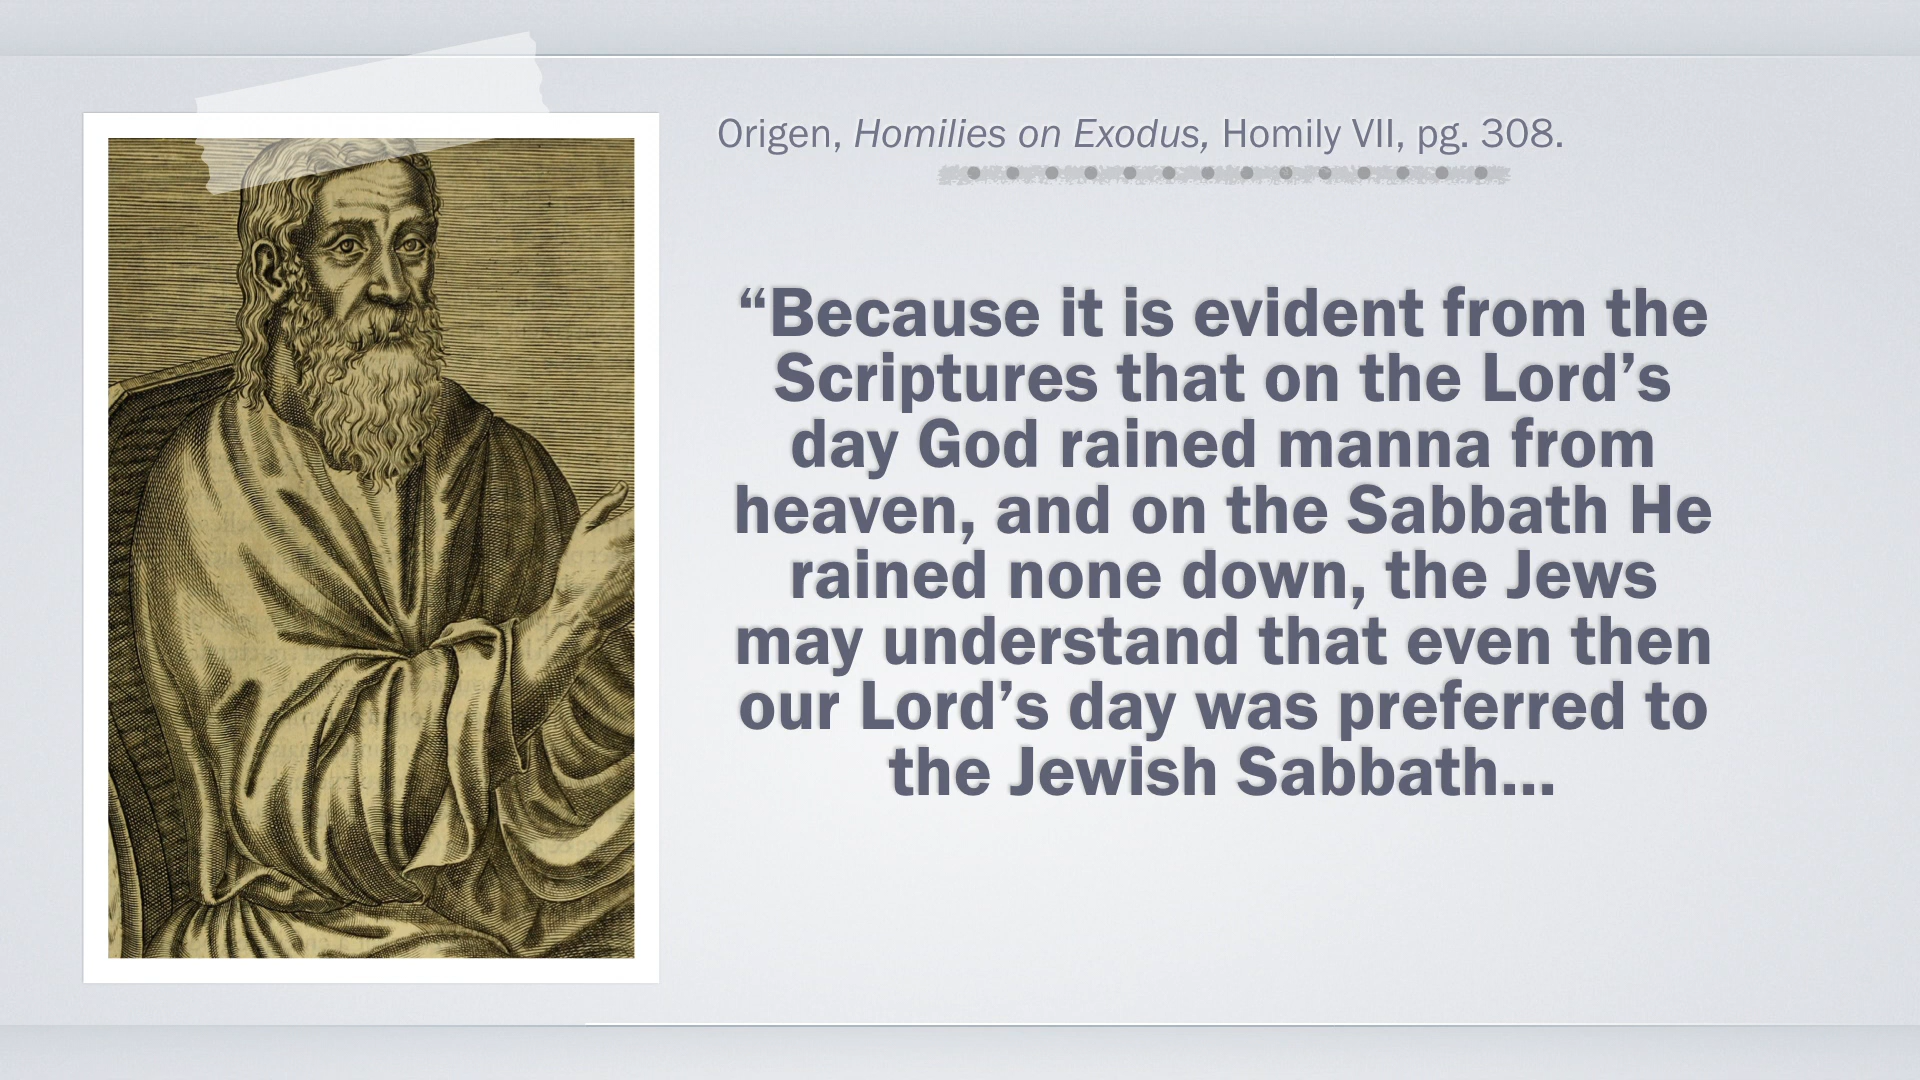 Origen, Homilies on Exodus, Homily VII, pg. 308.
“Because it is evident from the
Scriptures that on the Lord’s
day God rained manna from
heaven, and on the Sabbath He
rained none down, the Jews
may understand that even then
our Lord’s day was preferred to
the Jewish Sabbath...